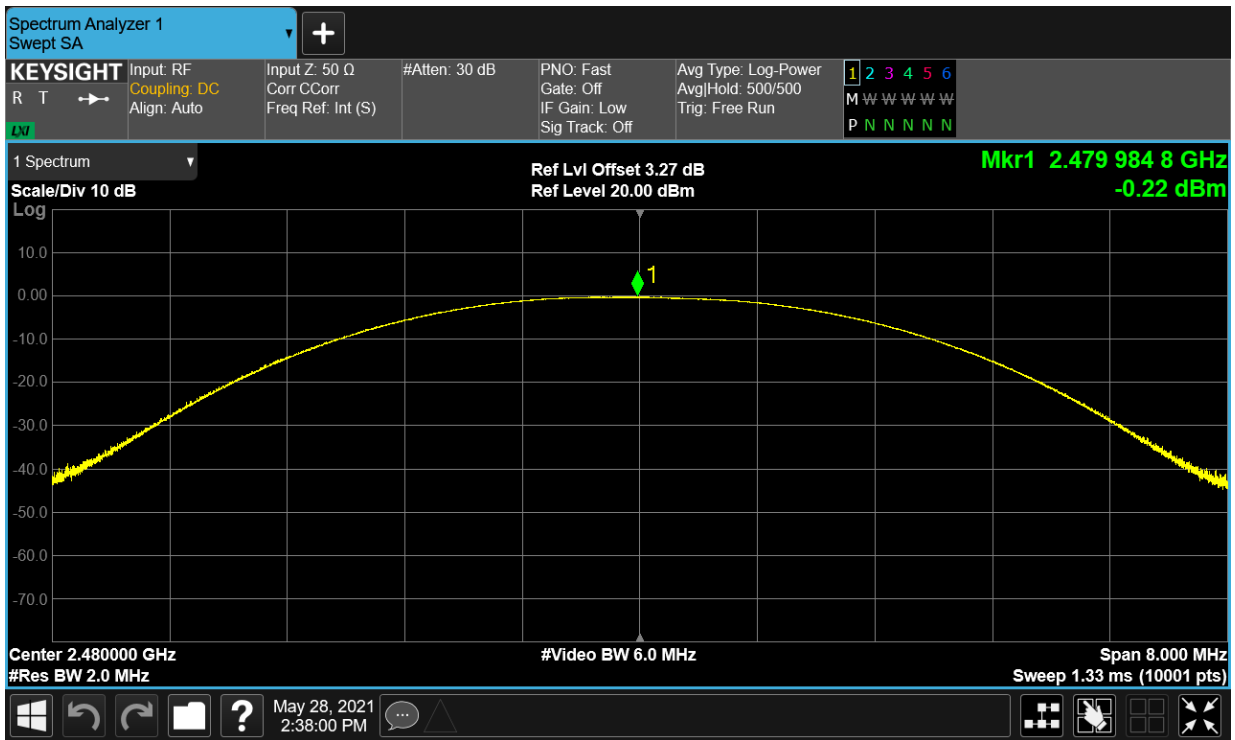 Spectrum Analyzer 1
Swept SA
▼
+
KEYSIGHT
R T
LXI
Input: RF
Coupling: DC
Align: Auto
Input Z: 50 Ω
Corr CCorr
Freq Ref: Int (S)
#Atten: 30 dB
PNO: Fast
Gate: Off
IF Gain: Low
Sig Track: Off
Avg Type: Log-Power
Avg|Hold: 500/500
Trig: Free Run
1 2 3 4 5 6
M W W W W W
P N N N N N
1 Spectrum ▼
Scale/Div 10 dB
Ref Lvl Offset 3.27 dB
Ref Level 20.00 dBm
Mkr1 2.479 984 8 GHz
-0.22 dBm
Log
10.0
0.00
-10.0
-20.0
-30.0
-40.0
-50.0
-60.0
-70.0
1
Center 2.480000 GHz
#Res BW 2.0 MHz
#Video BW 6.0 MHz
Span 8.000 MHz
Sweep 1.33 ms (10001 pts)
?
May 28, 2021
2:38:00 PM